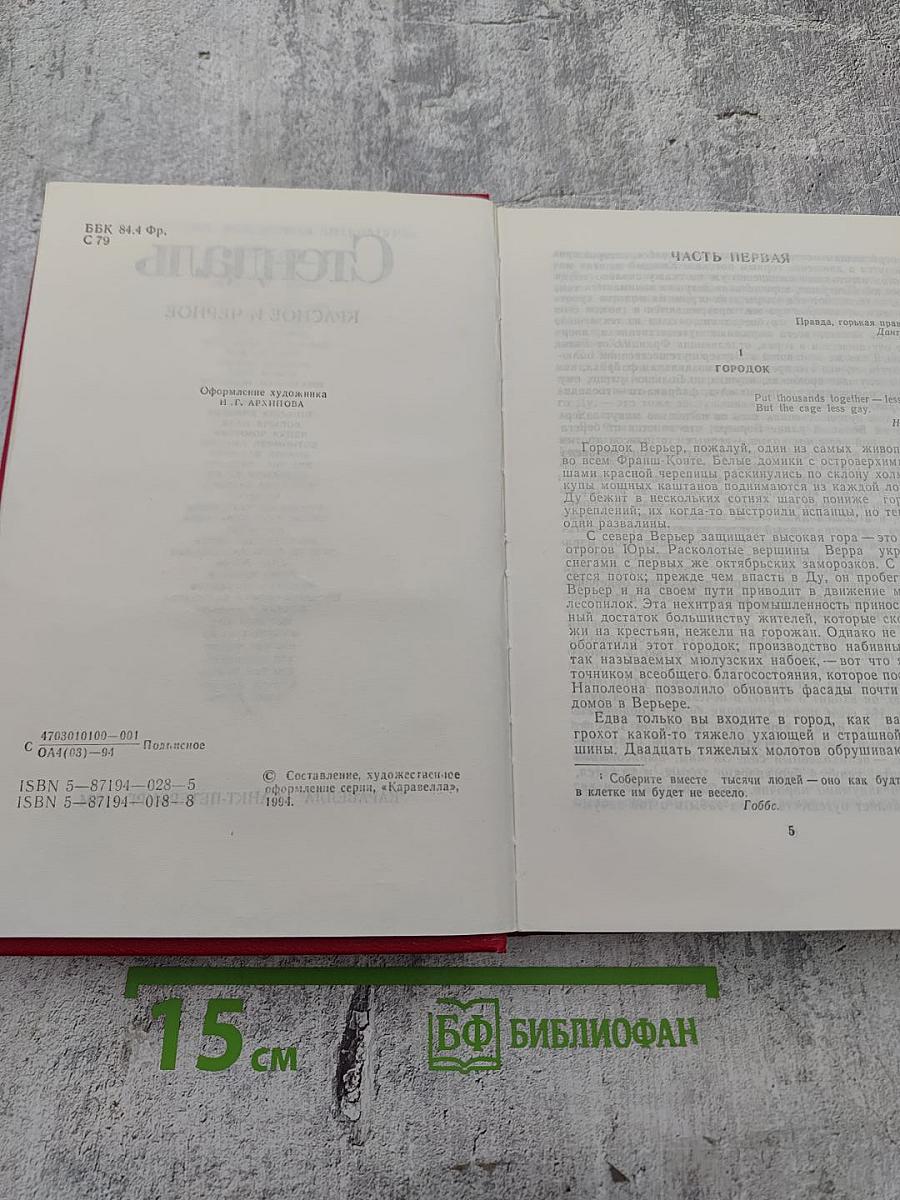 ББК 84.4 Фр.
С 79
Стендаль
КРАСНОЕ И ЧЕРНОЕ
Оформление художника
Н. Г. АРХИПОВА
С 4703010100—001
ОА4(03)—94 Подписное
ISBN 5—87194—028—5
ISBN 5—87194—018—8
© Составление, художественное
оформление серии, «Каравелла»,
1994.
ЧАСТЬ ПЕРВАЯ
Правда, горькая прав
Дант
1
ГОРОДОК
Put thousands together — less
But the cage less gay.
Городок Верьер, пожалуй, один из самых живоп
во всем Франш-Конте. Белые домики с островерхими
шами красной черепицы раскинулись по склону холм
купы мощных каштанов поднимаются из каждой ло
Ду бежит в нескольких сотнях шагов пониже гор
укреплений; их когда-то выстроили испанцы, но те
одни развалины.
С севера Верьер защищает высокая гора — это
отрогов Юры. Расколотые вершины Верра укр
снегами с первых же октябрьских заморозков. С
сется поток; прежде чем впасть в Ду, он пробег
Верьер и на своем пути приводит в движение м
лесопилок. Эта нехитрая промышленность принос
ный достаток большинству жителей, которые ско
жи на крестьян, нежели на горожан. Однако не
обогатили этот городок; производство набивны
так называемых мюлузских набоек, — вот что я
точником всеобщего благосостояния, которое пос
Наполеона позволило обновить фасады почти
домов в Верьере.
Едва только вы входите в город, как ва
грохот какой-то тяжело ухающей и страшной
шины. Двадцать тяжелых молотов обрушиваю
¹ Соберите вместе тысячи людей — оно как будт
в клетке им будет не весело.
Гоббс.
5
15 см
БФ БИБЛИОФАН